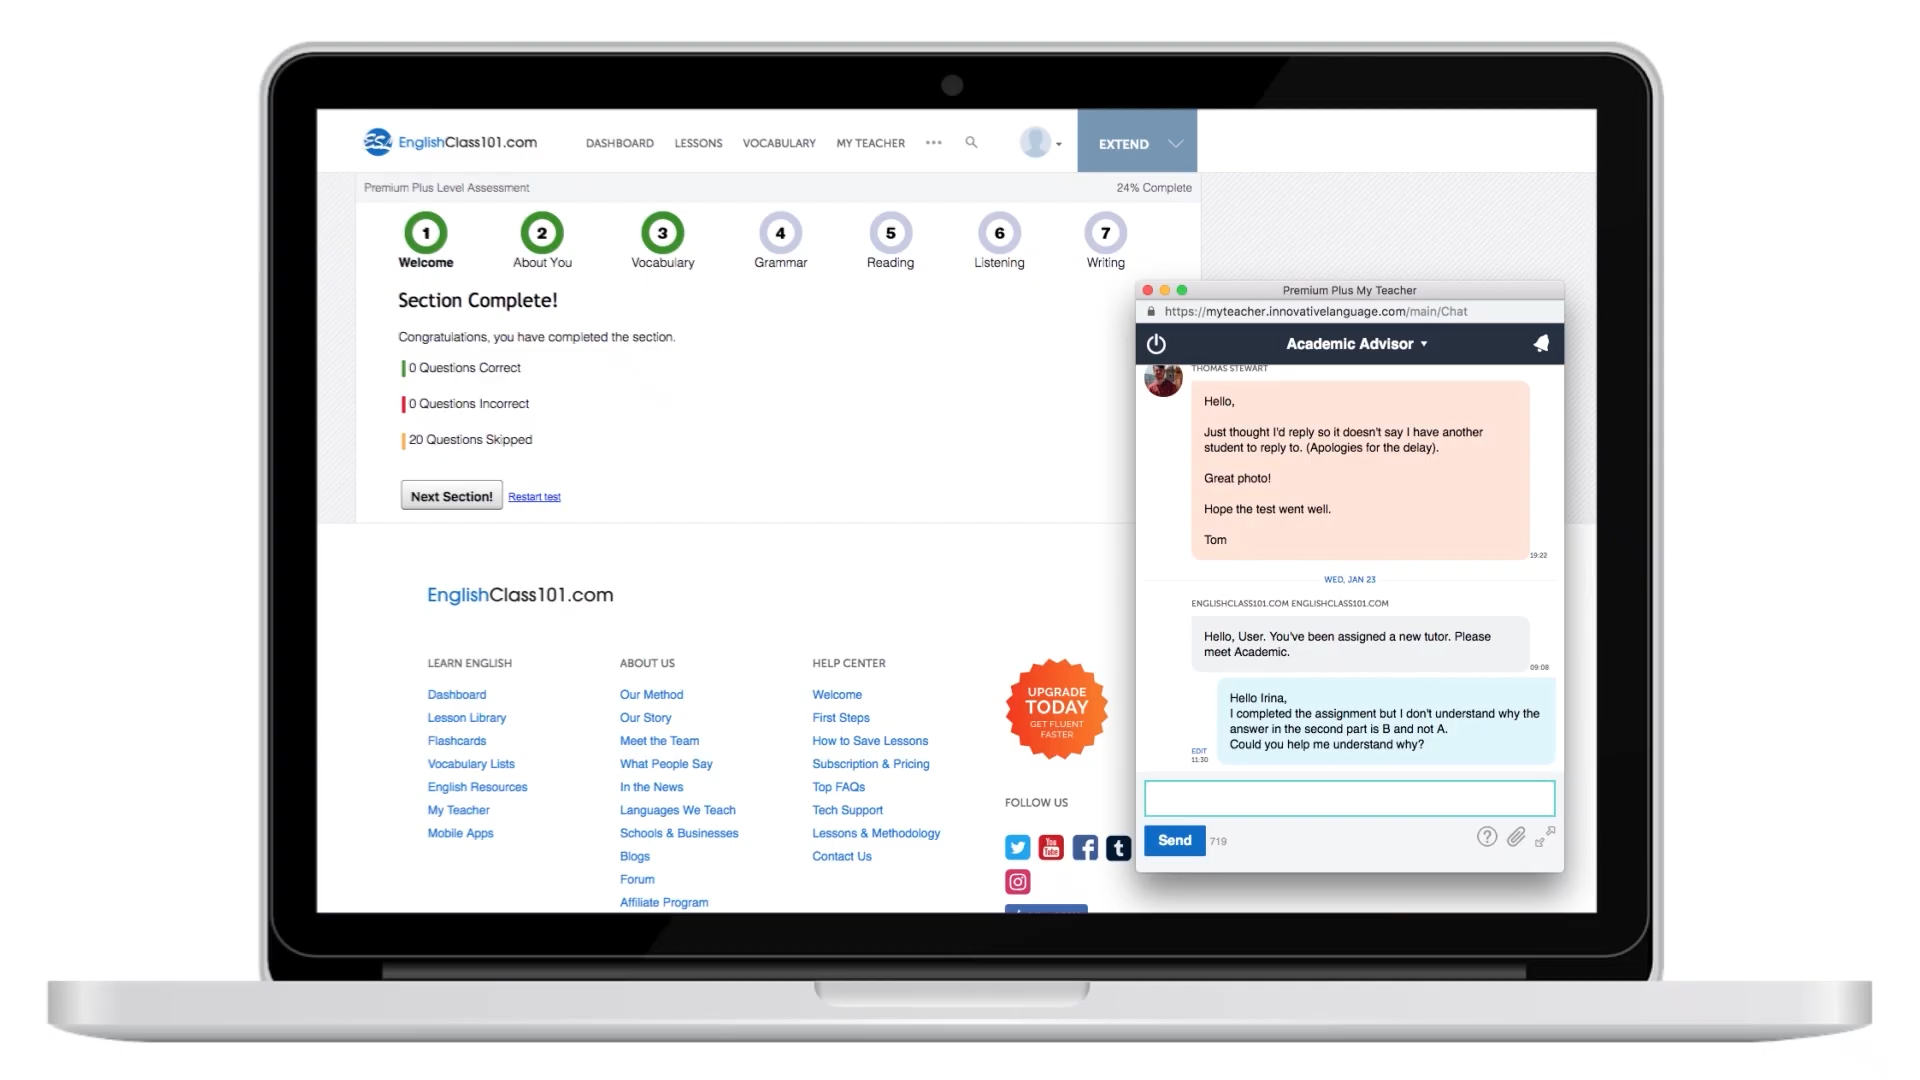 EnglishClass101.com
DASHBOARD LESSONS VOCABULARY MY TEACHER ••• EXTEND
Premium Plus Level Assessment
24% Complete
1 2 3 4 5 6 7
Welcome About You Vocabulary Grammar Reading Listening Writing
Section Complete!
Congratulations, you have completed the section.
0 Questions Correct
0 Questions Incorrect
20 Questions Skipped
Next Section! Restart test
EnglishClass101.com
LEARN ENGLISH
Dashboard
Lesson Library
Flashcards
Vocabulary Lists
English Resources
My Teacher
Mobile Apps
ABOUT US
Our Method
Our Story
Meet the Team
What People Say
In the News
Languages We Teach
Schools & Businesses
Blogs
Forum
Affiliate Program
HELP CENTER
Welcome
First Steps
How to Save Lessons
Subscription & Pricing
Top FAQs
Tech Support
Lessons & Methodology
Contact Us
UPGRADE
TODAY
GET FLUENT
FASTER
FOLLOW US
You
Tube
Premium Plus My Teacher
https://myteacher.innovativelanguage.com/main/Chat
Academic Advisor
THOMAS STEWART
Hello,
Just thought I'd reply so it doesn't say I have another
student to reply to. (Apologies for the delay).
Great photo!
Hope the test went well.
Tom
19:22
WED, JAN 23
ENGLISHCLASS101.COM ENGLISHCLASS101.COM
Hello, User. You've been assigned a new tutor. Please
meet Academic.
09:08
Hello Irina,
I completed the assignment but I don't understand why the
answer in the second part is B and not A.
Could you help me understand why?
EDIT
11:30
Send 719